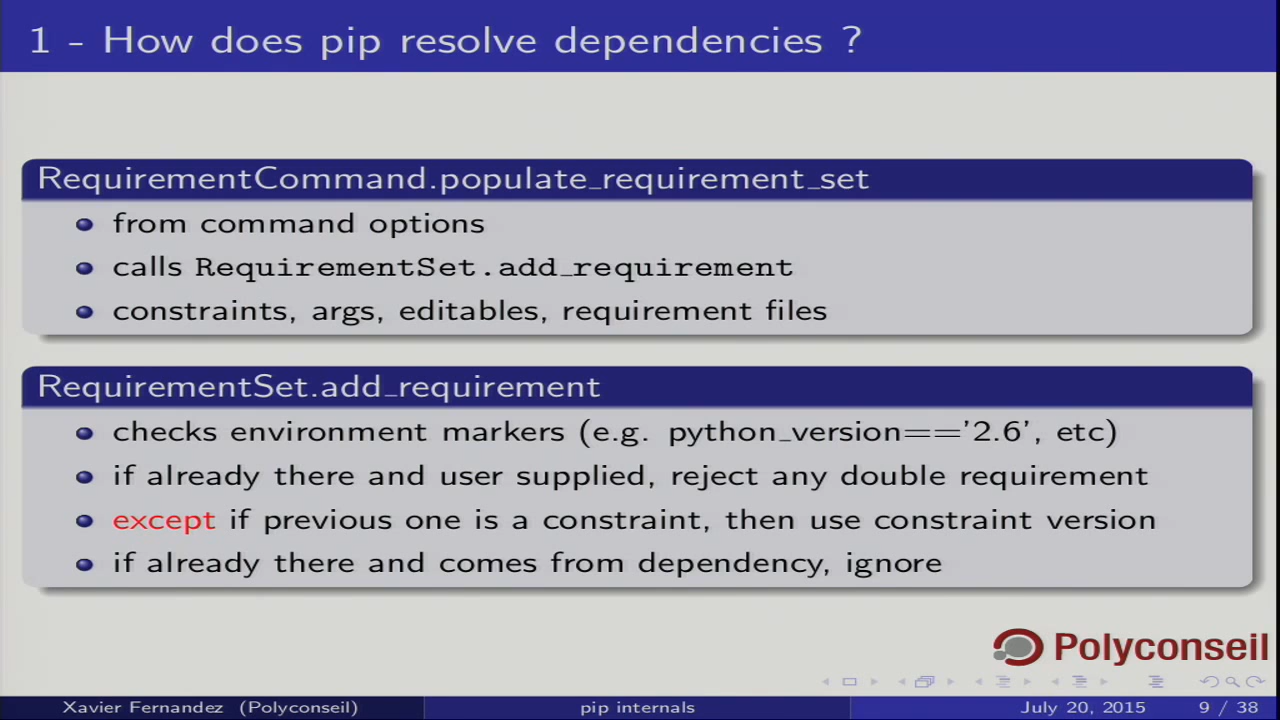 1 - How does pip resolve dependencies ?
RequirementCommand.populate_requirement_set
from command options
calls RequirementSet.add_requirement
constraints, args, editables, requirement files
RequirementSet.add_requirement
checks environment markers (e.g. python_version=='2.6', etc)
if already there and user supplied, reject any double requirement
except if previous one is a constraint, then use constraint version
if already there and comes from dependency, ignore
Polyconseil
Xavier Fernandez (Polyconseil) pip internals July 20, 2015 9 / 38